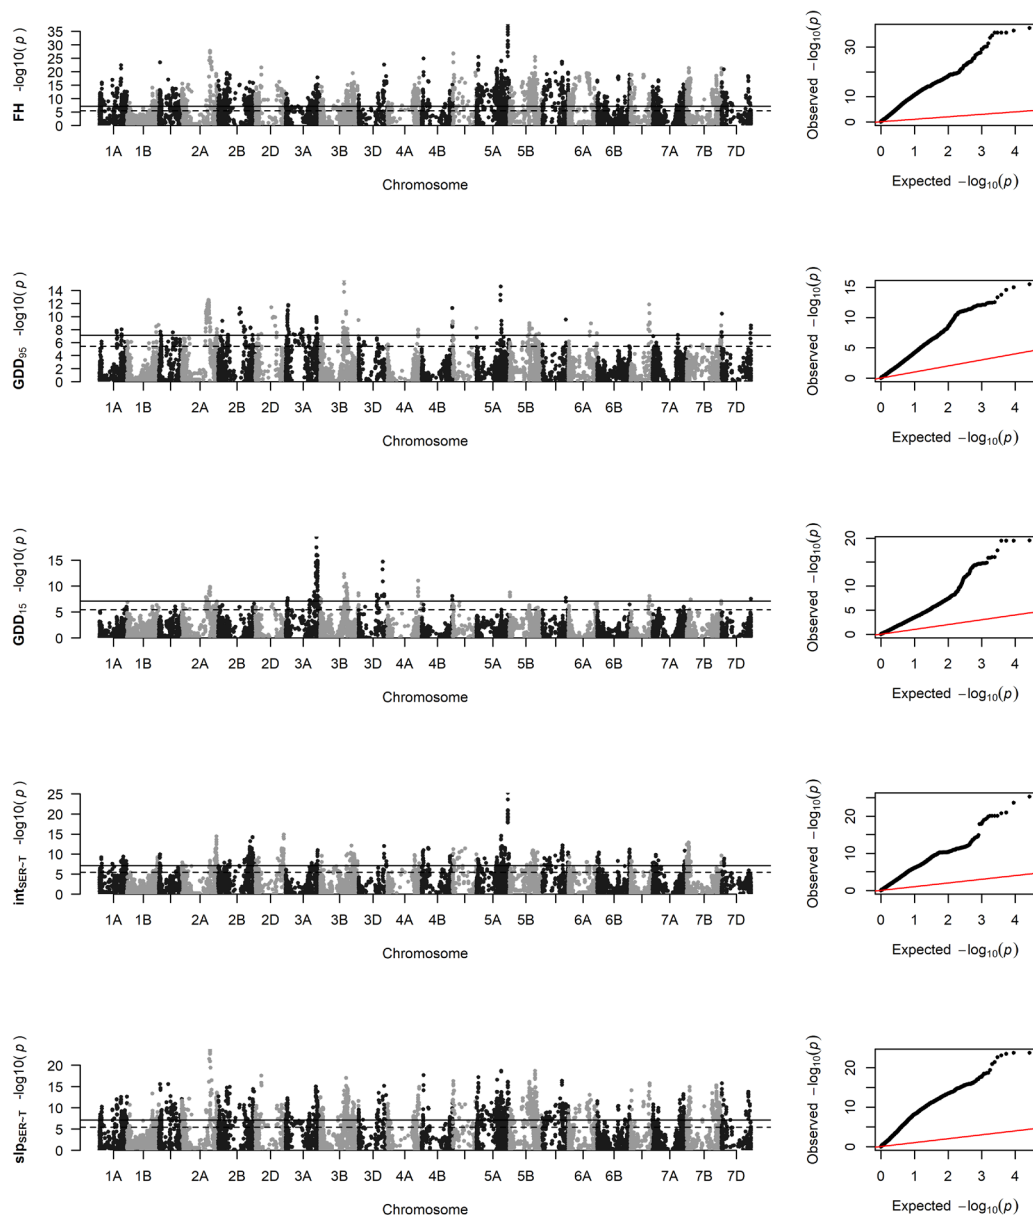 FH -log10( p )
35
30
25
20
15
10
5
0
1A 1B 2A 2B 2D 3A 3B 3D 4A 4B 5A 5B 6A 6B 7A 7B 7D
Chromosome
Observed −log₁₀(p)
30
10
0
0 1 2 3 4
Expected −log₁₀(p)
GDD₉₅ -log10( p )
14
12
10
8
6
4
2
0
1A 1B 2A 2B 2D 3A 3B 3D 4A 4B 5A 5B 6A 6B 7A 7B 7D
Chromosome
Observed −log₁₀(p)
15
10
5
0
0 1 2 3 4
Expected −log₁₀(p)
GDD₁₅ -log10( p )
15
10
5
0
1A 1B 2A 2B 2D 3A 3B 3D 4A 4B 5A 5B 6A 6B 7A 7B 7D
Chromosome
Observed −log₁₀(p)
20
10
5
0
0 1 2 3 4
Expected −log₁₀(p)
int SER−T -log10( p )
25
20
15
10
5
0
1A 1B 2A 2B 2D 3A 3B 3D 4A 4B 5A 5B 6A 6B 7A 7B 7D
Chromosome
Observed −log₁₀(p)
20
10
0
0 1 2 3 4
Expected −log₁₀(p)
slp SER−T -log10( p )
20
15
10
5
0
1A 1B 2A 2B 2D 3A 3B 3D 4A 4B 5A 5B 6A 6B 7A 7B 7D
Chromosome
Observed −log₁₀(p)
20
10
0
0 1 2 3 4
Expected −log₁₀(p)